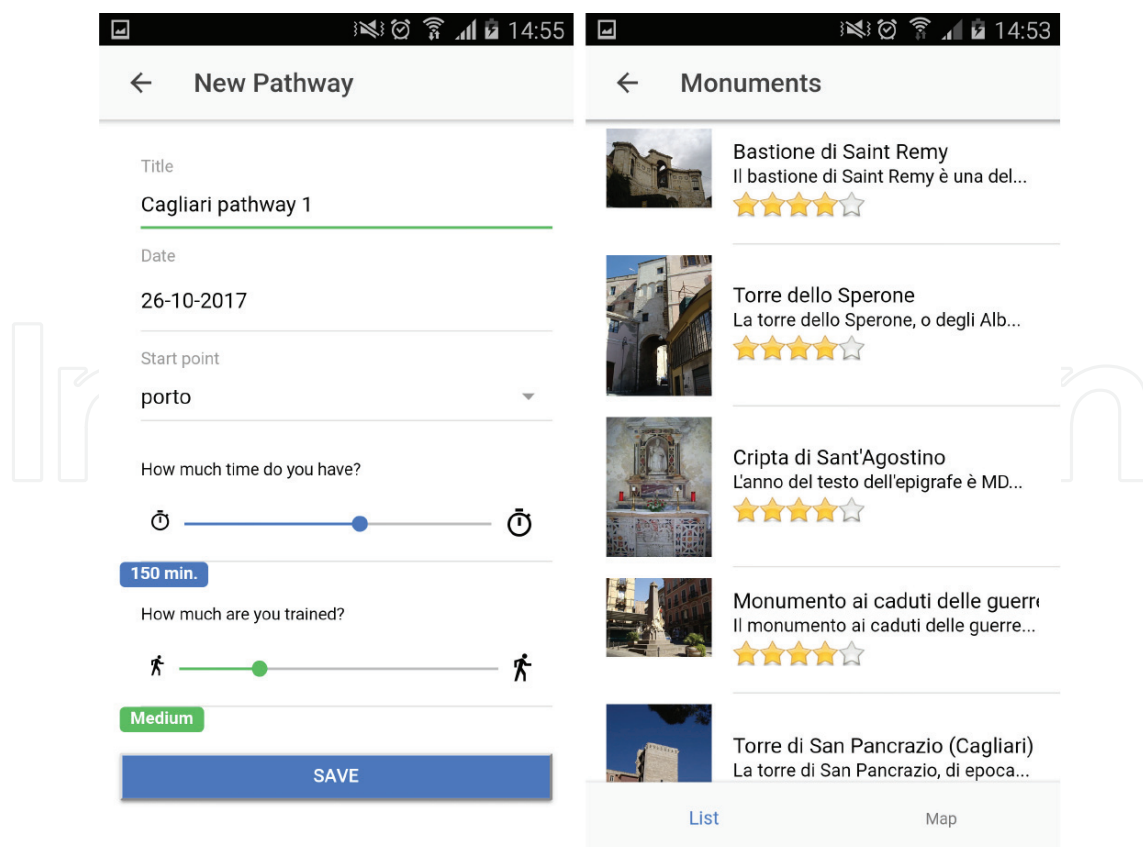 14:55
New Pathway
Title
Cagliari pathway 1
Date
26-10-2017
Start point
porto
How much time do you have?
150 min.
How much are you trained?
Medium
SAVE
14:53
Monuments
Bastione di Saint Remy
Il bastione di Saint Remy è una del...
Torre dello Sperone
La torre dello Sperone, o degli Alb...
Cripta di Sant'Agostino
L'anno del testo dell'epigrafe è MD...
Monumento ai caduti delle guerre
Il monumento ai caduti delle guerre...
Torre di San Pancrazio (Cagliari)
La torre di San Pancrazio, di epoca...
List
Map